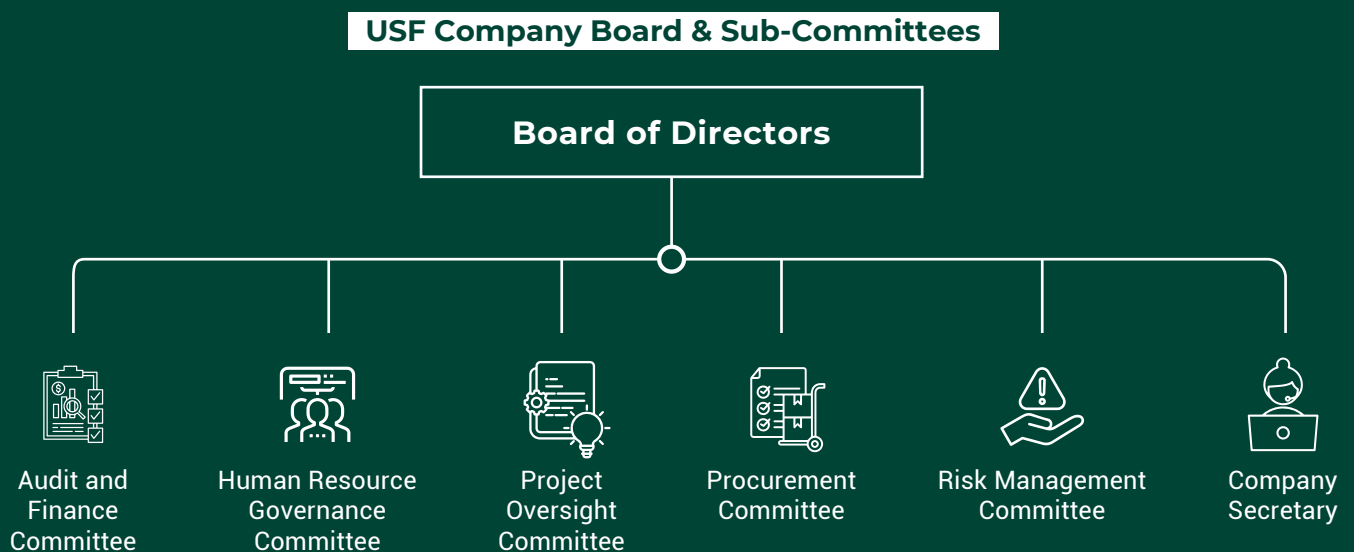 USF Company Board & Sub-Committees
Board of Directors
Audit and
Finance
Committee
Human Resource
Governance
Committee
Project
Oversight
Committee
Procurement
Committee
Risk Management
Committee
Company
Secretary